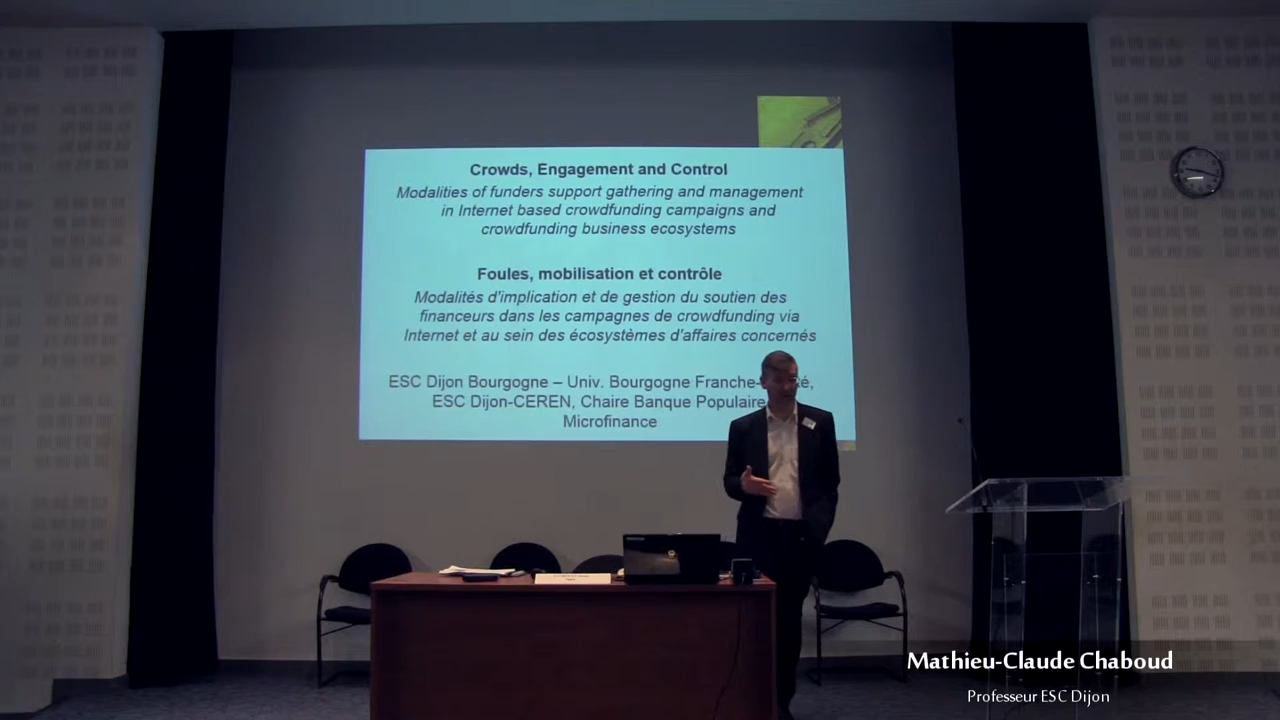 Crowds, Engagement and Control
Modalities of funders support gathering and management
in Internet based crowdfunding campaigns and
crowdfunding business ecosystems
Foules, mobilisation et contrôle
Modalités d'implication et de gestion du soutien des
financeurs dans les campagnes de crowdfunding via
Internet et au sein des écosystèmes d'affaires concernés
ESC Dijon Bourgogne – Univ. Bourgogne Franche-
ESC Dijon-CEREN, Chaire Banque Populaire
Microfinance
Mathieu-Claude Chaboud
Professeur ESC Dijon